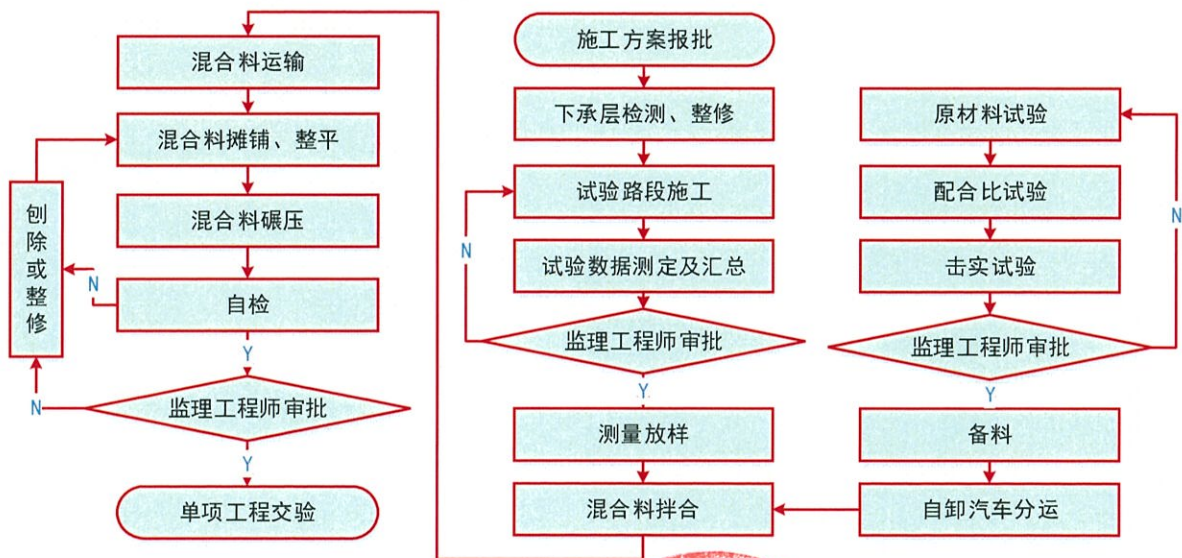 混合料运输
混合料摊铺、整平
混合料碾压
刨除或整修
N
自检
Y
N
监理工程师审批
Y
单项工程交验
施工方案报批
下承层检测、整修
试验路段施工
N
试验数据测定及汇总
监理工程师审批
Y
测量放样
混合料拌合
原材料试验
配合比试验
N
击实试验
监理工程师审批
Y
备料
自卸汽车分运